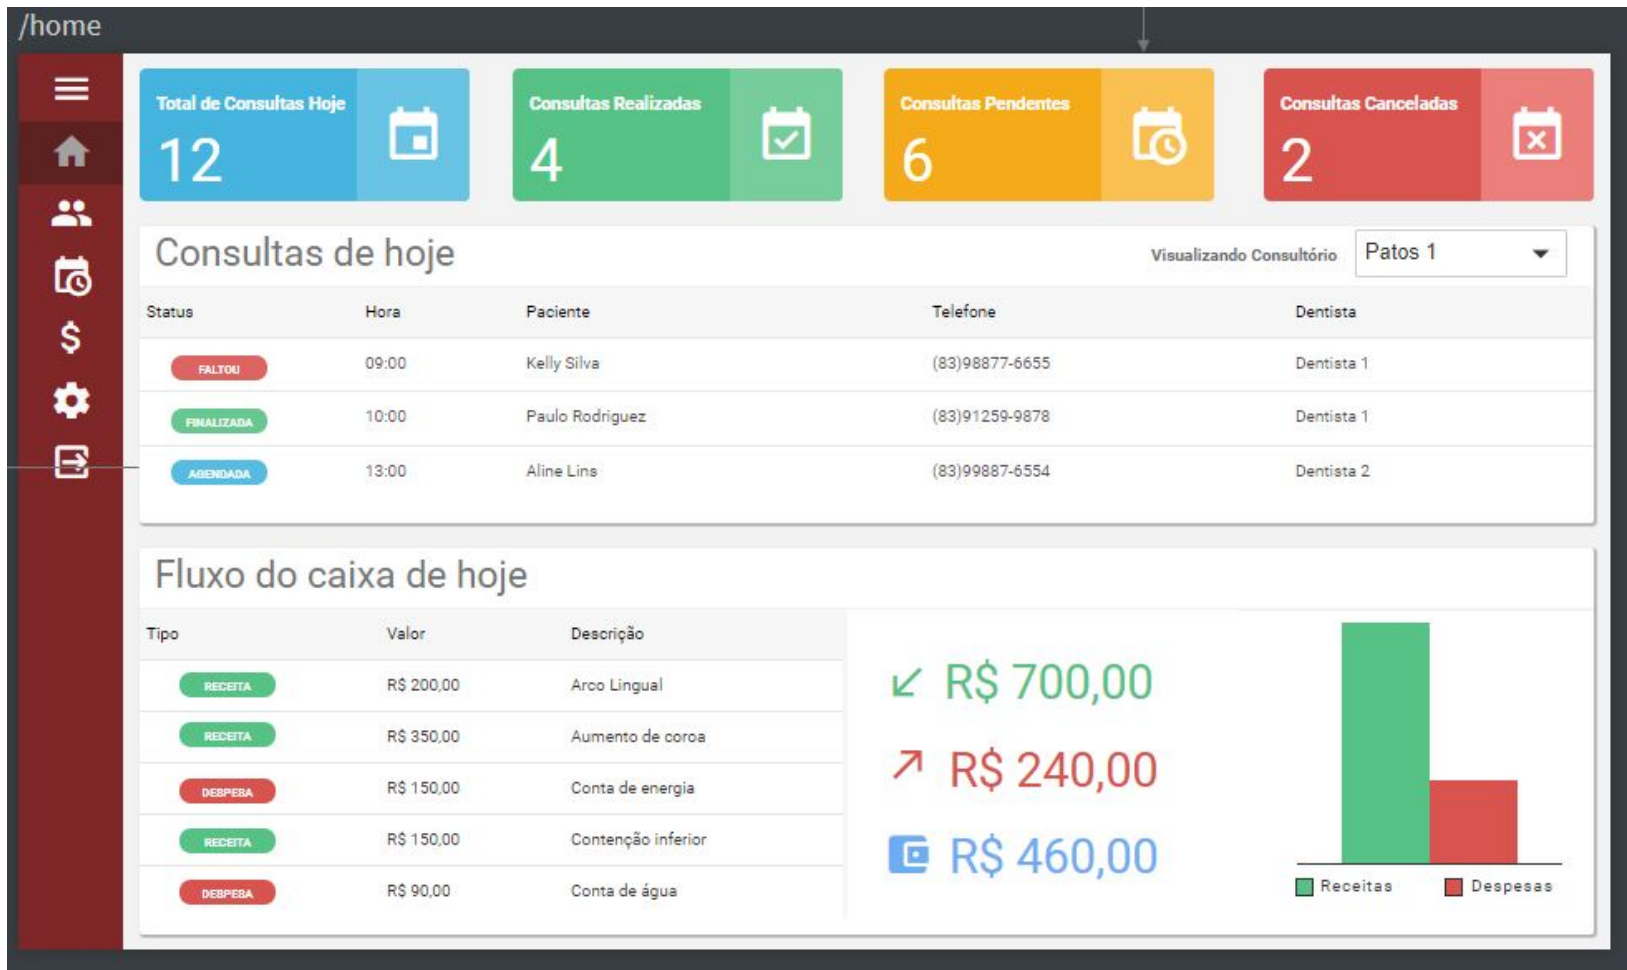 /home
Total de Consultas Hoje
12
Consultas Realizadas
4
Consultas Pendentes
6
Consultas Canceladas
2
Consultas de hoje
Visualizando Consultório
Patos 1
Status Hora Paciente Telefone Dentista
FALTOU 09:00 Kelly Silva (83)98877-6655 Dentista 1
FINALIZADA 10:00 Paulo Rodriguez (83)91259-9878 Dentista 1
AGENDADA 13:00 Aline Lins (83)99887-6554 Dentista 2
Fluxo do caixa de hoje
Tipo Valor Descrição
RECEITA R$ 200,00 Arco Lingual
RECEITA R$ 350,00 Aumento de coroa
DESPESA R$ 150,00 Conta de energia
RECEITA R$ 150,00 Contenção inferior
DESPESA R$ 90,00 Conta de água
R$ 700,00
R$ 240,00
R$ 460,00
Receitas Despesas